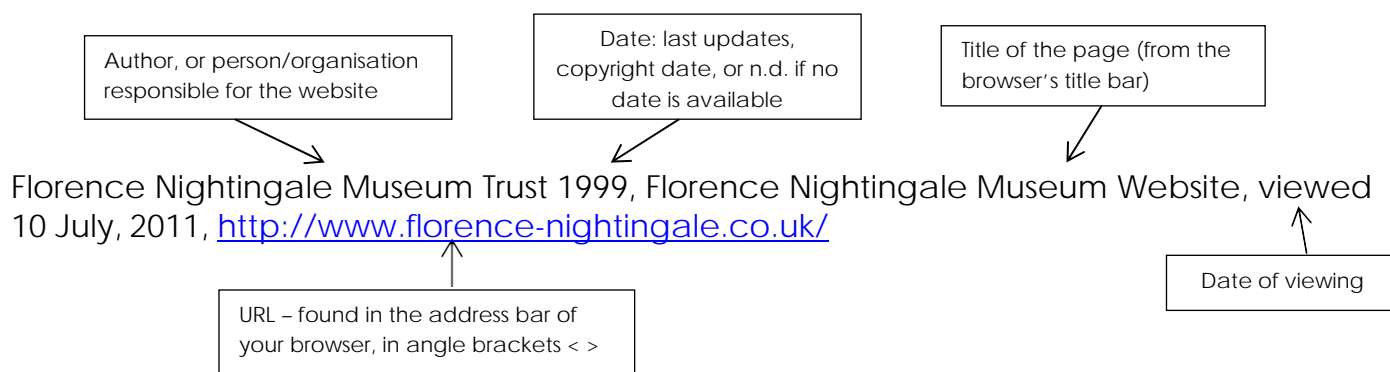 Author, or person/organisation
responsible for the website
Date: last updates,
copyright date, or n.d. if no
date is available
Title of the page (from the
browser's title bar)
Florence Nightingale Museum Trust 1999, Florence Nightingale Museum Website, viewed
10 July, 2011, http://www.florence-nightingale.co.uk/
Date of viewing
URL – found in the address bar of
your browser, in angle brackets < >